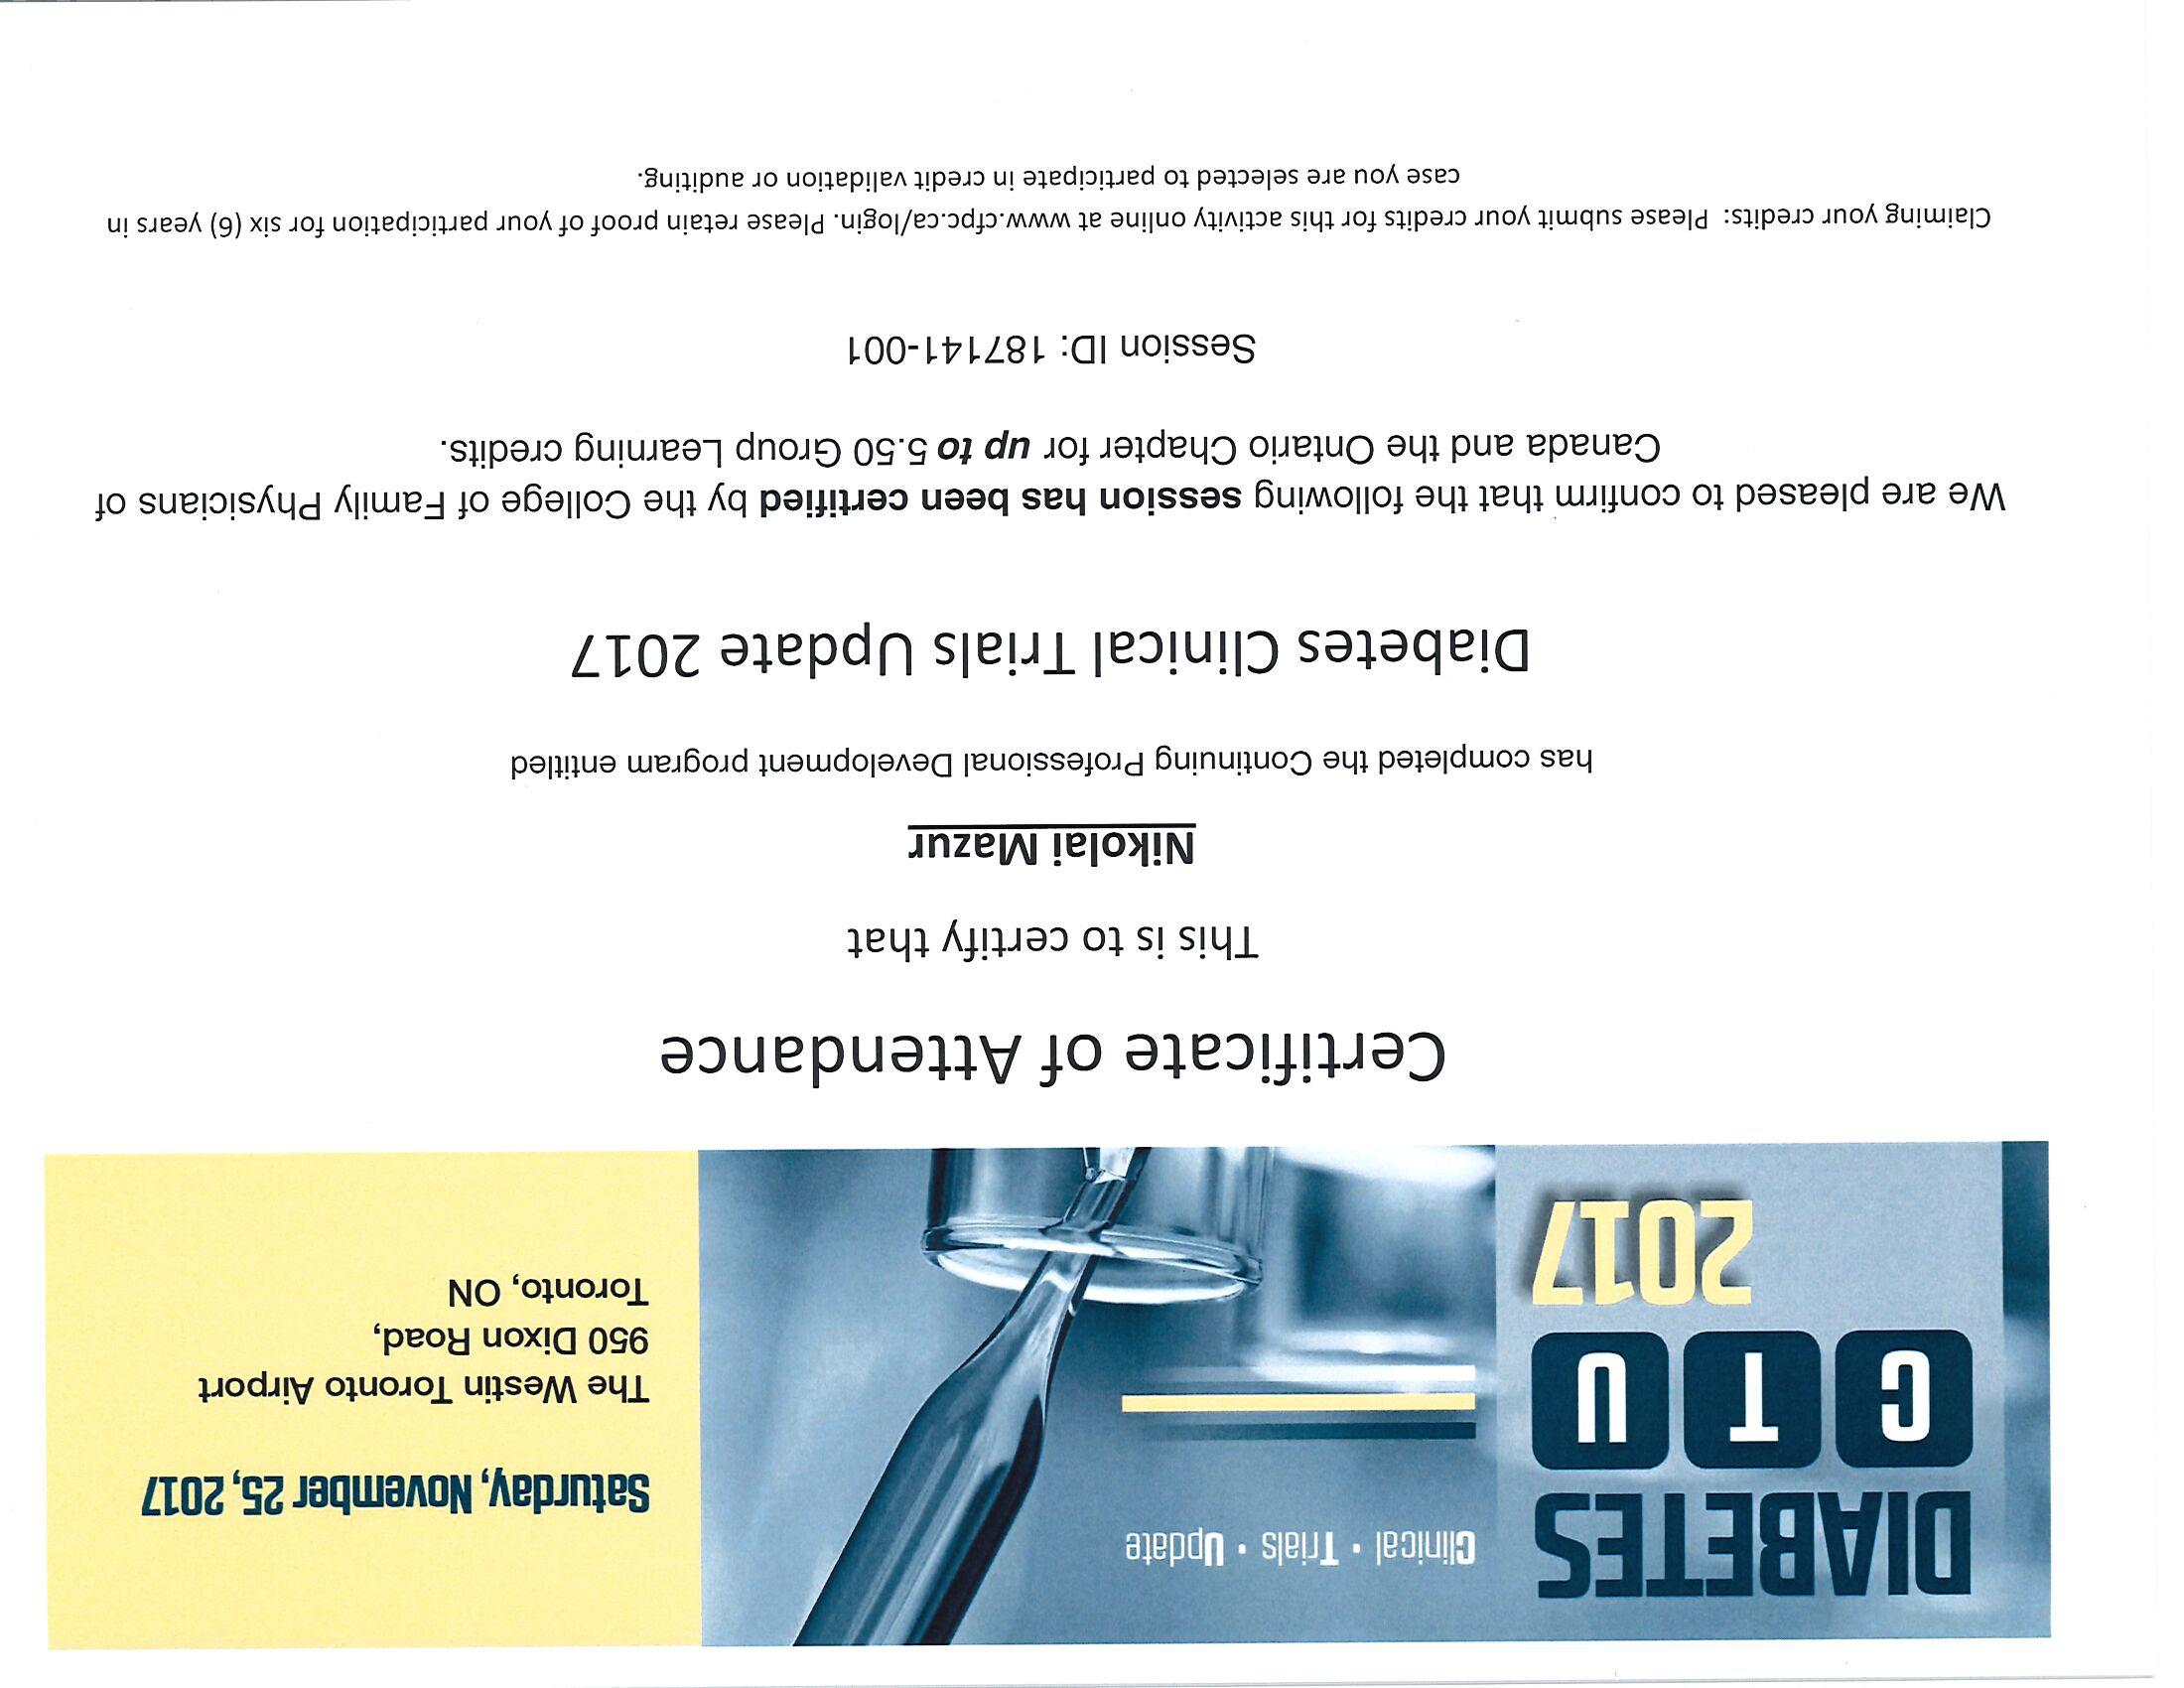 DIABETES
C T U
2017
Clinical • Trials • Update
Saturday, November 25, 2017
The Westin Toronto Airport
950 Dixon Road,
Toronto, ON
Certificate of Attendance
This is to certify that
Nikolai Mazur
has completed the Continuing Professional Development program entitled
Diabetes Clinical Trials Update 2017
We are pleased to confirm that the following session has been certified by the College of Family Physicians of
Canada and the Ontario Chapter for up to 5.50 Group Learning credits.
Session ID: 187141-001
Claiming your credits:  Please submit your credits for this activity online at www.cfpc.ca/login. Please retain proof of your participation for six (6) years in
case you are selected to participate in credit validation or auditing.